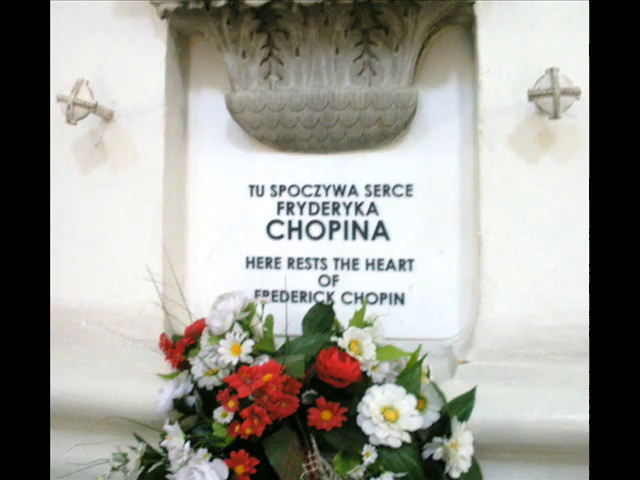 TU SPOCZYWA SERCE
FRYDERYKA
CHOPINA
HERE RESTS THE HEART
OF
FREDERICK CHOPIN